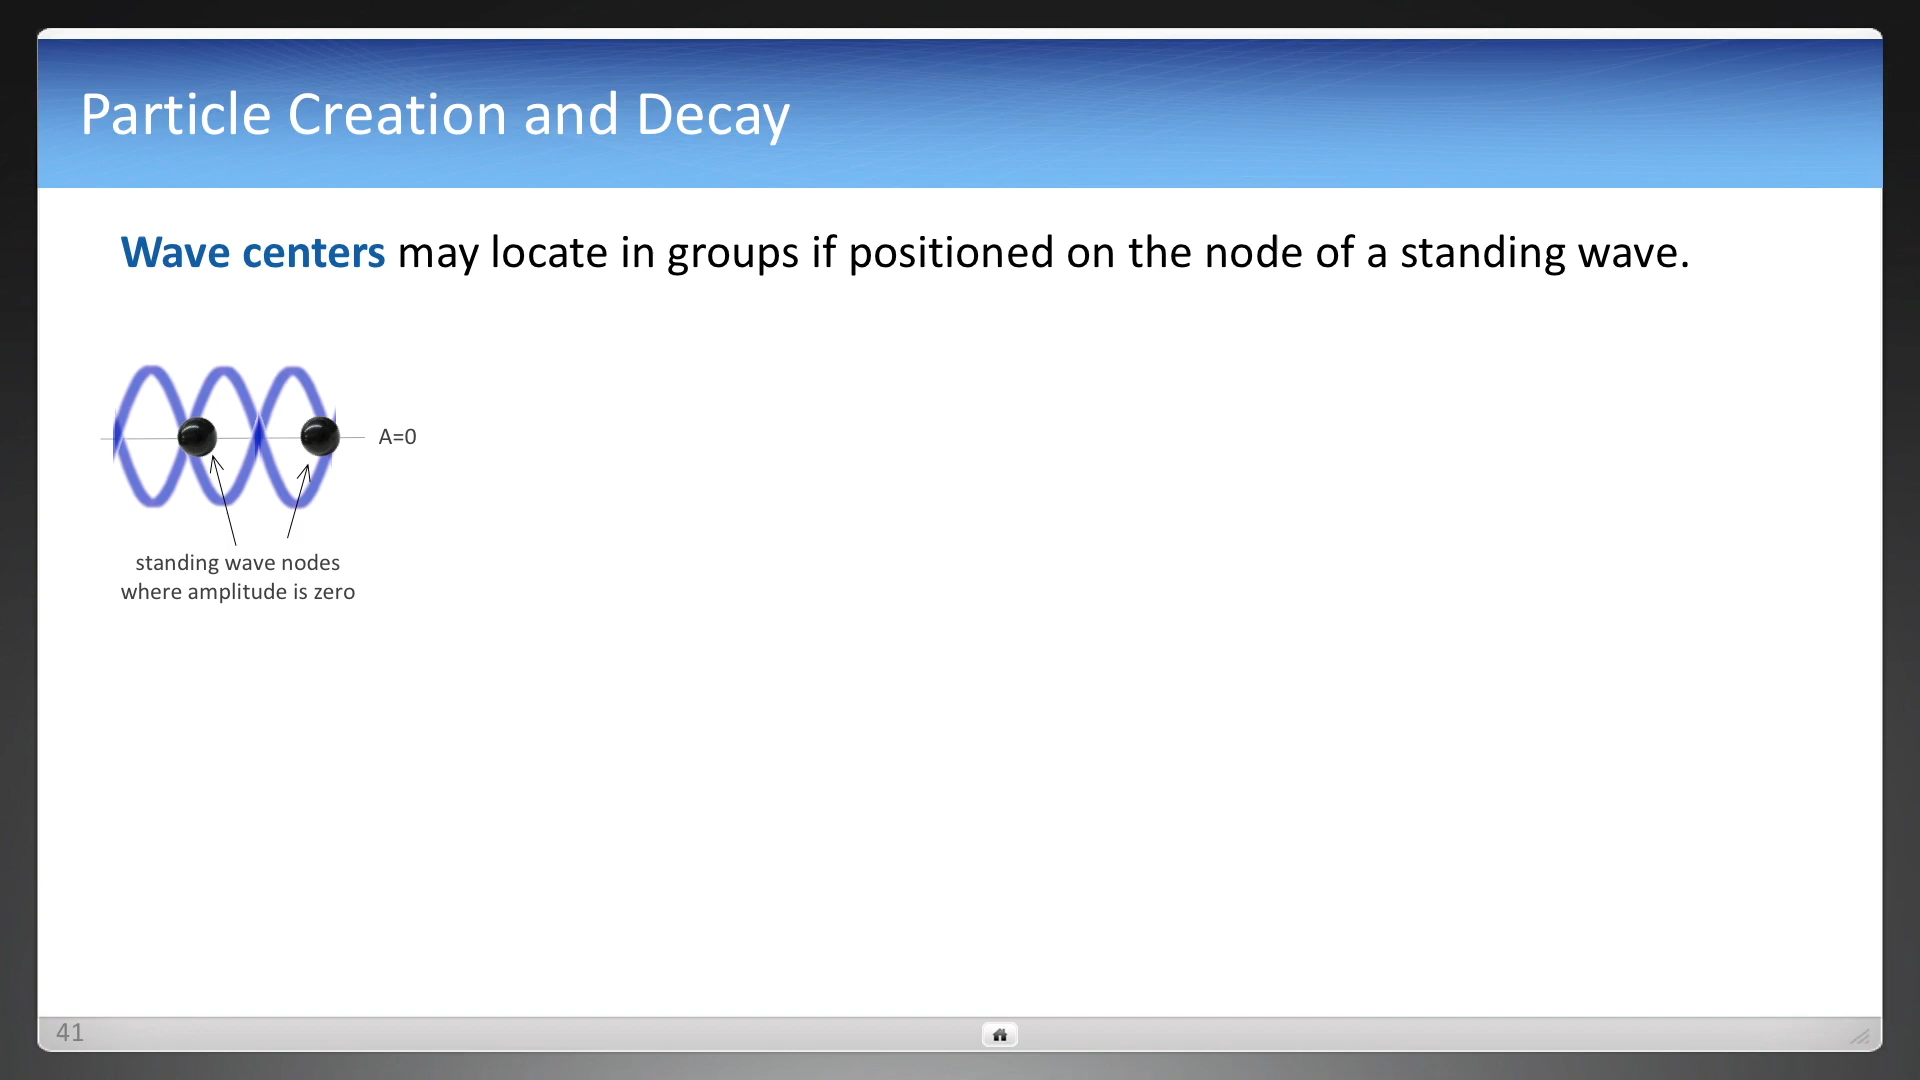 Particle Creation and Decay
Wave centers may locate in groups if positioned on the node of a standing wave.
A=0
standing wave nodes
where amplitude is zero
41